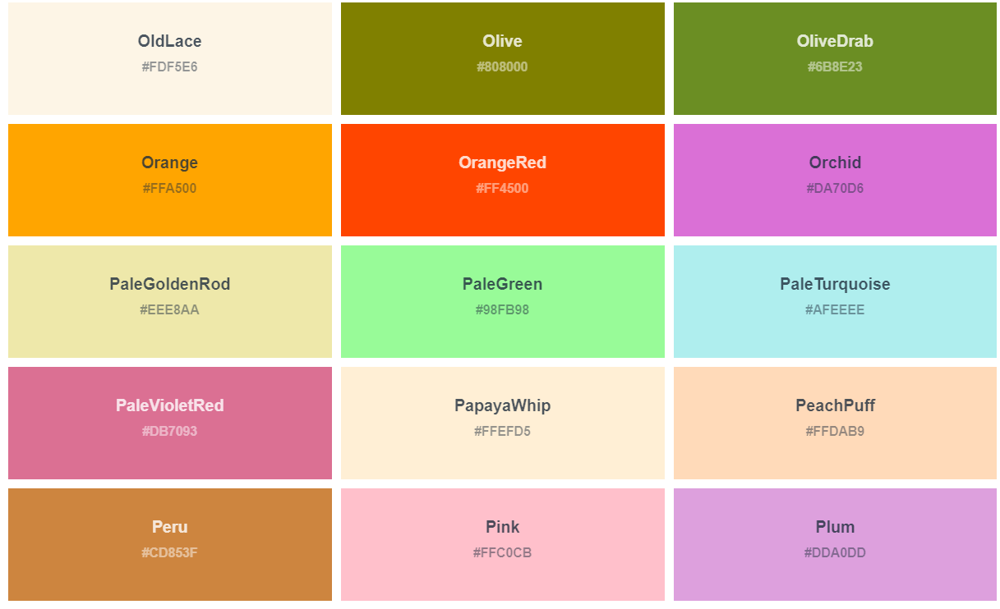 OldLace
#FDF5E6
Olive
#808000
OliveDrab
#6B8E23
Orange
#FFA500
OrangeRed
#FF4500
Orchid
#DA70D6
PaleGoldenRod
#EEE8AA
PaleGreen
#98FB98
PaleTurquoise
#AFEEEE
PaleVioletRed
#DB7093
PapayaWhip
#FFEFD5
PeachPuff
#FFDAB9
Peru
#CD853F
Pink
#FFC0CB
Plum
#DDA0DD